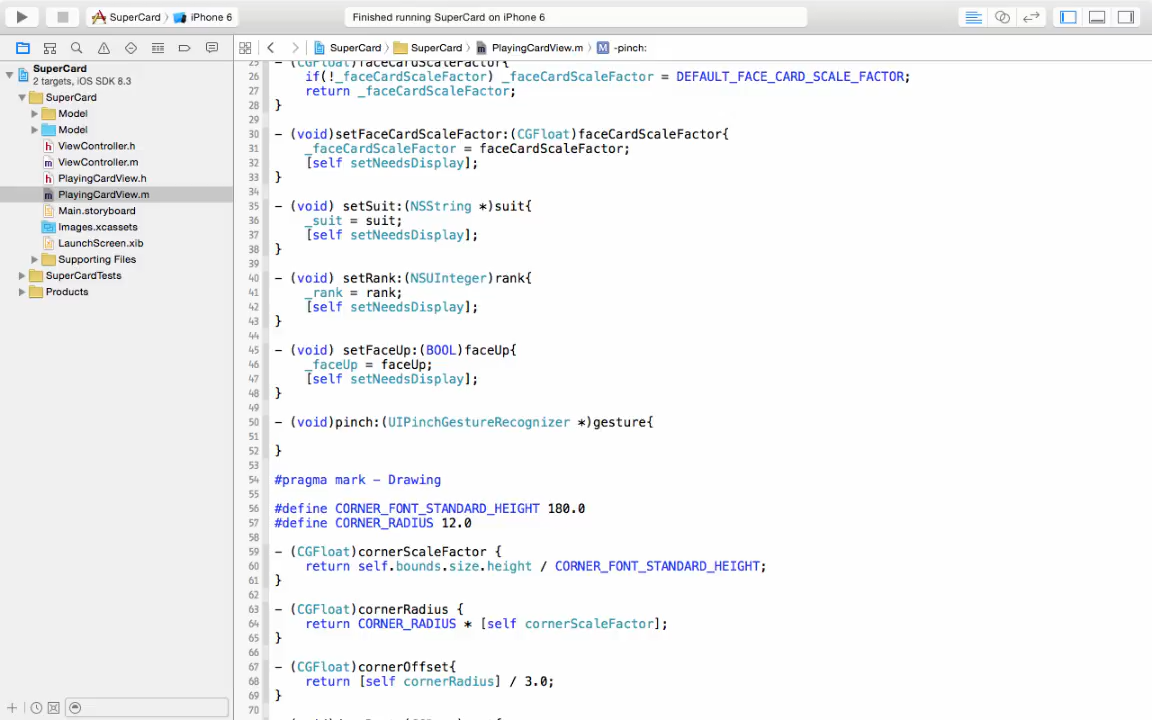 SuperCard
iPhone 6
Finished running SuperCard on iPhone 6
SuperCard
SuperCard
PlayingCardView.m
M
-pinch:
SuperCard
2 targets, iOS SDK 8.3
SuperCard
Model
Model
h ViewController.h
m ViewController.m
h PlayingCardView.h
m PlayingCardView.m
Main.storyboard
Images.xcassets
LaunchScreen.xib
Supporting Files
SuperCardTests
Products
25 - (CGFloat)faceCardScaleFactor{
26 if(!_faceCardScaleFactor) _faceCardScaleFactor = DEFAULT_FACE_CARD_SCALE_FACTOR;
27 return _faceCardScaleFactor;
28 }
29
30 - (void)setFaceCardScaleFactor:(CGFloat)faceCardScaleFactor{
31 _faceCardScaleFactor = faceCardScaleFactor;
32 [self setNeedsDisplay];
33 }
34
35 - (void) setSuit:(NSString *)suit{
36 _suit = suit;
37 [self setNeedsDisplay];
38 }
39
40 - (void) setRank:(NSUInteger)rank{
41 _rank = rank;
42 [self setNeedsDisplay];
43 }
44
45 - (void) setFaceUp:(BOOL)faceUp{
46 _faceUp = faceUp;
47 [self setNeedsDisplay];
48 }
49
50 - (void)pinch:(UIPinchGestureRecognizer *)gesture{
51
52 }
53
54 #pragma mark - Drawing
55
56 #define CORNER_FONT_STANDARD_HEIGHT 180.0
57 #define CORNER_RADIUS 12.0
58
59 - (CGFloat)cornerScaleFactor {
60 return self.bounds.size.height / CORNER_FONT_STANDARD_HEIGHT;
61 }
62
63 - (CGFloat)cornerRadius {
64 return CORNER_RADIUS * [self cornerScaleFactor];
65 }
66
67 - (CGFloat)cornerOffset{
68 return [self cornerRadius] / 3.0;
69 }
70